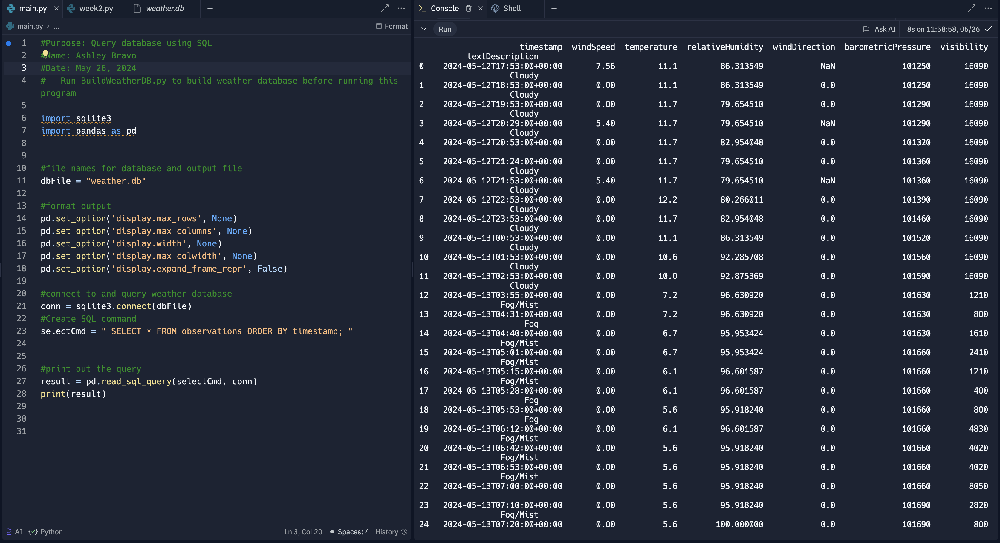 main.py
week2.py
weather.db
main.py > ...
Format
1 #Purpose: Query database using SQL
2 #Name: Ashley Bravo
3 #Date: May 26, 2024
4 #   Run BuildWeatherDB.py to build weather database before running this
program
5
6 import sqlite3
7 import pandas as pd
8
9
10 #file names for database and output file
11 dbFile = "weather.db"
12
13 #format output
14 pd.set_option('display.max_rows', None)
15 pd.set_option('display.max_columns', None)
16 pd.set_option('display.width', None)
17 pd.set_option('display.max_colwidth', None)
18 pd.set_option('display.expand_frame_repr', False)
19
20 #connect to and query weather database
21 conn = sqlite3.connect(dbFile)
22 #Create SQL command
23 selectCmd = " SELECT * FROM observations ORDER BY timestamp; "
24
25
26 #print out the query
27 result = pd.read_sql_query(selectCmd, conn)
28 print(result)
29
30
31
AI Python Ln 3, Col 20 Spaces: 4 History
Console
Shell
Run
Ask AI
8s on 11:58:58, 05/26
timestamp windSpeed temperature relativeHumidity windDirection barometricPressure visibility
textDescription
0 2024-05-12T17:53:00+00:00 7.56 11.1 86.313549 NaN 101250 16090
Cloudy
1 2024-05-12T18:53:00+00:00 0.00 11.1 86.313549 0.0 101250 16090
Cloudy
2 2024-05-12T19:53:00+00:00 0.00 11.7 79.654510 0.0 101290 16090
Cloudy
3 2024-05-12T20:29:00+00:00 5.40 11.7 79.654510 NaN 101290 16090
Cloudy
4 2024-05-12T20:53:00+00:00 0.00 11.7 82.954048 0.0 101320 16090
5 2024-05-12T21:24:00+00:00 0.00 11.7 79.654510 0.0 101360 16090
Cloudy
6 2024-05-12T21:53:00+00:00 5.40 11.7 79.654510 NaN 101360 16090
Cloudy
7 2024-05-12T22:53:00+00:00 0.00 12.2 80.266011 0.0 101390 16090
Cloudy
8 2024-05-12T23:53:00+00:00 0.00 11.7 82.954048 0.0 101460 16090
Cloudy
9 2024-05-13T00:53:00+00:00 0.00 11.1 86.313549 0.0 101520 16090
Cloudy
10 2024-05-13T01:53:00+00:00 0.00 10.6 92.285708 0.0 101560 16090
Cloudy
11 2024-05-13T02:53:00+00:00 0.00 10.0 92.875369 0.0 101590 16090
Cloudy
12 2024-05-13T03:55:00+00:00 0.00 7.2 96.630920 0.0 101630 1210
Fog/Mist
13 2024-05-13T04:31:00+00:00 0.00 7.2 96.630920 0.0 101630 800
Fog
14 2024-05-13T04:40:00+00:00 0.00 6.7 95.953424 0.0 101630 1610
Fog/Mist
15 2024-05-13T05:01:00+00:00 0.00 6.7 95.953424 0.0 101660 2410
Fog/Mist
16 2024-05-13T05:15:00+00:00 0.00 6.1 96.601587 0.0 101660 1210
Fog/Mist
17 2024-05-13T05:28:00+00:00 0.00 6.1 96.601587 0.0 101660 400
Fog
18 2024-05-13T05:53:00+00:00 0.00 5.6 95.918240 0.0 101660 800
Fog
19 2024-05-13T06:12:00+00:00 0.00 6.1 96.601587 0.0 101660 4830
Fog/Mist
20 2024-05-13T06:42:00+00:00 0.00 5.6 95.918240 0.0 101660 4020
Fog/Mist
21 2024-05-13T06:53:00+00:00 0.00 5.6 95.918240 0.0 101660 4020
Fog/Mist
22 2024-05-13T07:00:00+00:00 0.00 5.6 95.918240 0.0 101660 8050
23 2024-05-13T07:10:00+00:00 0.00 5.6 95.918240 0.0 101690 2820
Fog/Mist
24 2024-05-13T07:20:00+00:00 0.00 5.6 100.000000 0.0 101690 800